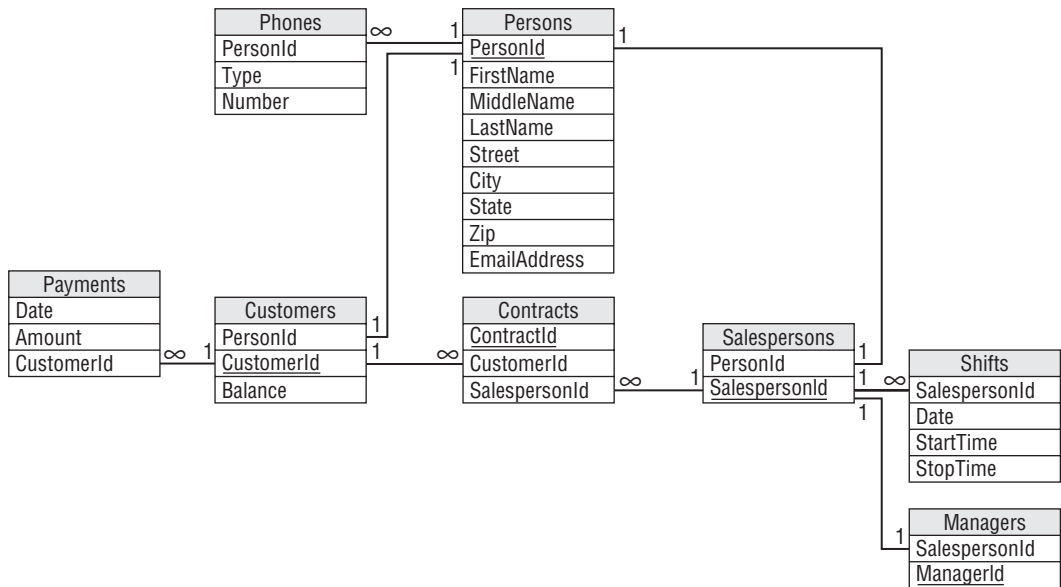 Phones
PersonId
Type
Number
∞
1
1
Persons
PersonId
FirstName
MiddleName
LastName
Street
City
State
Zip
EmailAddress
1
Payments
Date
Amount
CustomerId
∞
1
Customers
PersonId
CustomerId
Balance
1
1
∞
Contracts
ContractId
CustomerId
SalespersonId
∞
1
Salespersons
PersonId
SalespersonId
1
1
1
∞
Shifts
SalespersonId
Date
StartTime
StopTime
1
Managers
SalespersonId
ManagerId